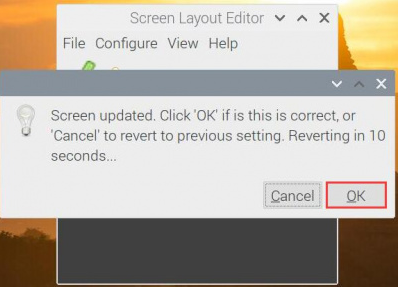 Screen Layout Editor
File Configure View Help
Screen updated. Click 'OK' if is this is correct, or
'Cancel' to revert to previous setting. Reverting in 10
seconds...
Cancel OK